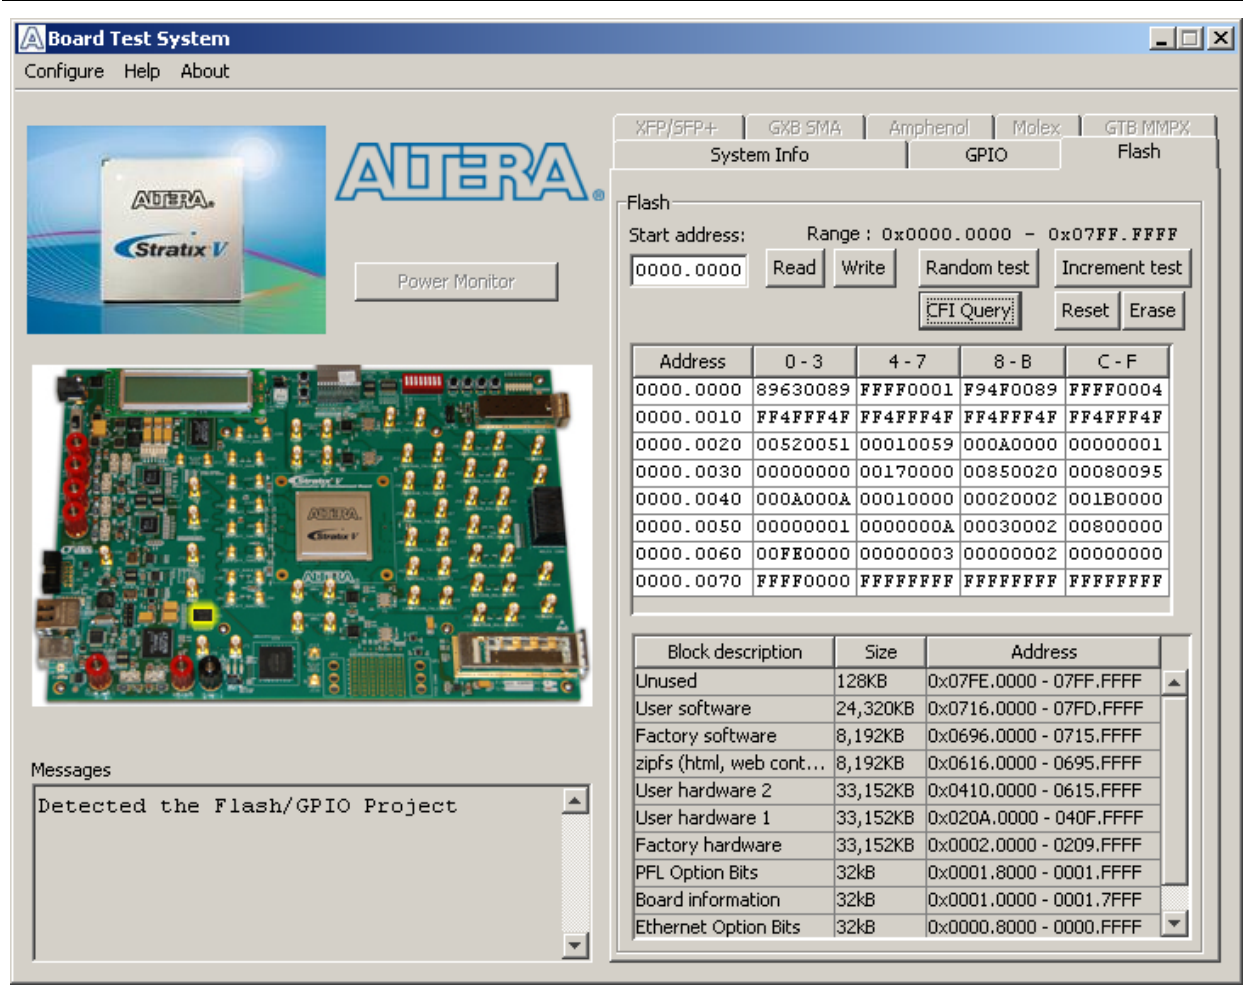 Board Test System
Configure Help About
ALTERA.
Stratix V
ALTERA®
Power Monitor
Stratix V
ALTERA.
Stratix V
ALTERA
Messages
Detected the Flash/GPIO Project
XFP/SFP+ GXB SMA Amphenol Molex GTB MMPX
System Info GPIO Flash
Flash
Start address: Range : 0x0000.0000 - 0x07FF.FFFF
0000.0000 Read Write Random test Increment test
CFI Query Reset Erase
Address 0 - 3 4 - 7 8 - B C - F
0000.0000 89630089 FFFF0001 F94F0089 FFFF0004
0000.0010 FF4FFF4F FF4FFF4F FF4FFF4F FF4FFF4F
0000.0020 00520051 00010059 000A0000 00000001
0000.0030 00000000 00170000 00850020 00080095
0000.0040 000A000A 00010000 00020002 001B0000
0000.0050 00000001 0000000A 00030002 00800000
0000.0060 00FE0000 00000003 00000002 00000000
0000.0070 FFFF0000 FFFFFFFF FFFFFFFF FFFFFFFF
Block description Size Address
Unused 128KB 0x07FE.0000 - 07FF.FFFF
User software 24,320KB 0x0716.0000 - 07FD.FFFF
Factory software 8,192KB 0x0696.0000 - 0715.FFFF
zipfs (html, web cont... 8,192KB 0x0616.0000 - 0695.FFFF
User hardware 2 33,152KB 0x0410.0000 - 0615.FFFF
User hardware 1 33,152KB 0x020A.0000 - 040F.FFFF
Factory hardware 33,152KB 0x0002.0000 - 0209.FFFF
PFL Option Bits 32kB 0x0001.8000 - 0001.FFFF
Board information 32kB 0x0001.0000 - 0001.7FFF
Ethernet Option Bits 32kB 0x0000.8000 - 0000.FFFF